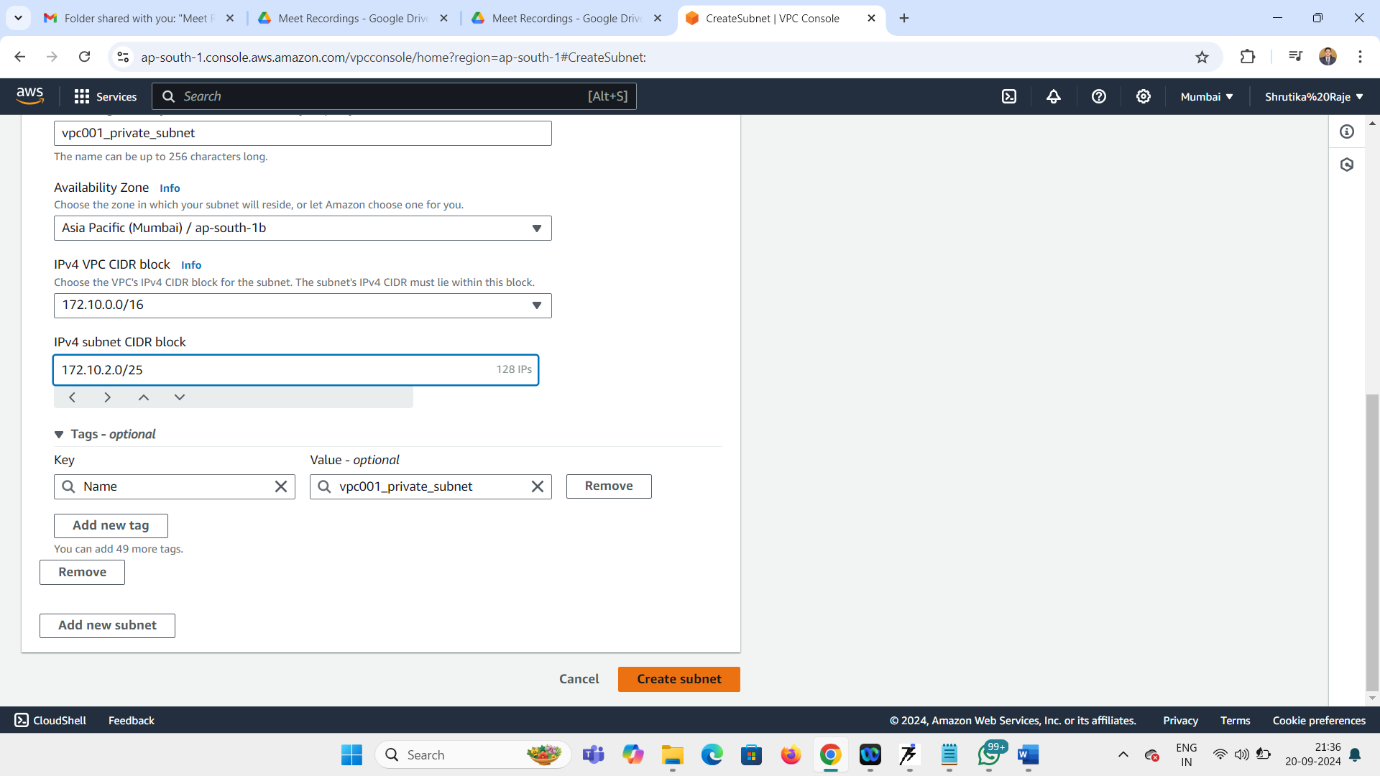 Folder shared with you: "Meet R
Meet Recordings - Google Drive
Meet Recordings - Google Drive
CreateSubnet | VPC Console
ap-south-1.console.aws.amazon.com/vpcconsole/home?region=ap-south-1#CreateSubnet:
aws
Services
Search
[Alt+S]
Mumbai
Shrutika%20Raje
vpc001_private_subnet
The name can be up to 256 characters long.
Availability Zone Info
Choose the zone in which your subnet will reside, or let Amazon choose one for you.
Asia Pacific (Mumbai) / ap-south-1b
IPv4 VPC CIDR block Info
Choose the VPC's IPv4 CIDR block for the subnet. The subnet's IPv4 CIDR must lie within this block.
172.10.0.0/16
IPv4 subnet CIDR block
172.10.2.0/25 128 IPs
Tags - optional
Key Value - optional
Name vpc001_private_subnet Remove
Add new tag
You can add 49 more tags.
Remove
Add new subnet
Cancel Create subnet
CloudShell Feedback © 2024, Amazon Web Services, Inc. or its affiliates. Privacy Terms Cookie preferences
Search
99+
ENG
IN
21:36
20-09-2024